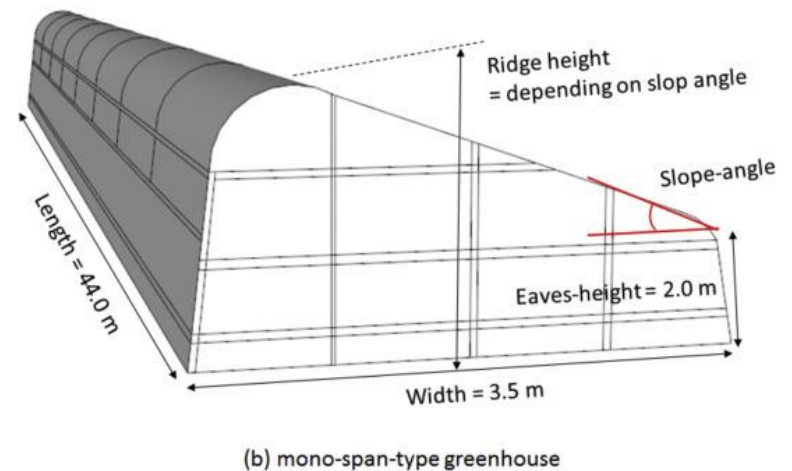 Ridge height
= depending on slop angle
Slope-angle
Length = 44.0 m
Eaves-height = 2.0 m
Width = 3.5 m
(b) mono-span-type greenhouse